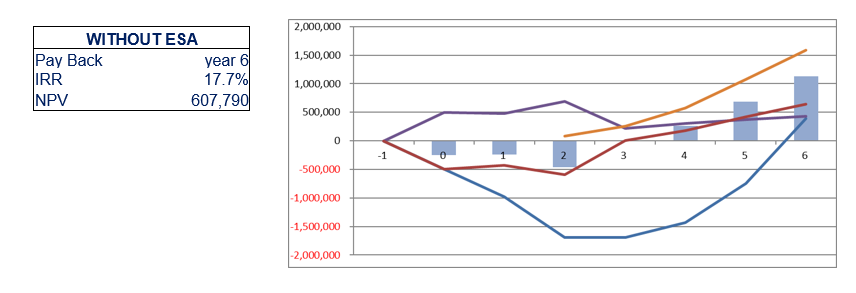 WITHOUT ESA
Pay Back year 6
IRR 17.7%
NPV 607,790
2,000,000
1,500,000
1,000,000
500,000
0
-500,000
-1,000,000
-1,500,000
-2,000,000
-1 0 1 2 3 4 5 6